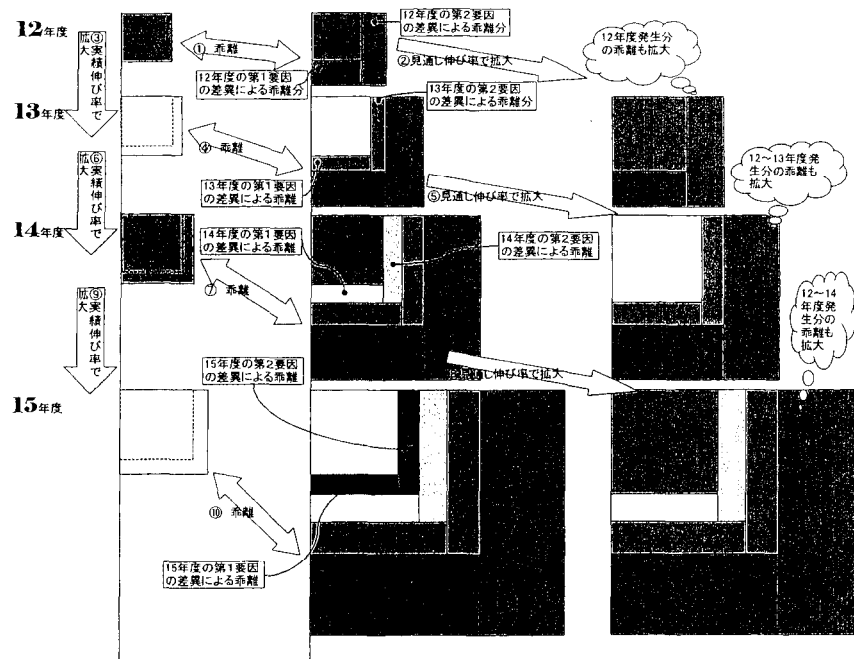 12年度
③実績伸び率で
拡大
① 乖離
12年度の第2要因
の差異による乖離分
②見通し伸び率で拡大
12年度発生分
の乖離も拡大
12年度の第1要因
の差異による乖離分
13年度の第2要因
の差異による乖離分
13年度
⑥実績伸び率で
拡大
④ 乖離
12～13年度発
生分の乖離も
拡大
13年度の第1要因
の差異による乖離
⑤見通し伸び率で拡大
14年度
14年度の第1要因
の差異による乖離
14年度の第2要因
の差異による乖離
⑦ 乖離
⑨実績伸び率で
拡大
12～14
年度発
生分の
乖離も
拡大
15年度の第2要因
の差異による乖離
見通し伸び率で拡大
15年度
⑩ 乖離
15年度の第1要因
の差異による乖離